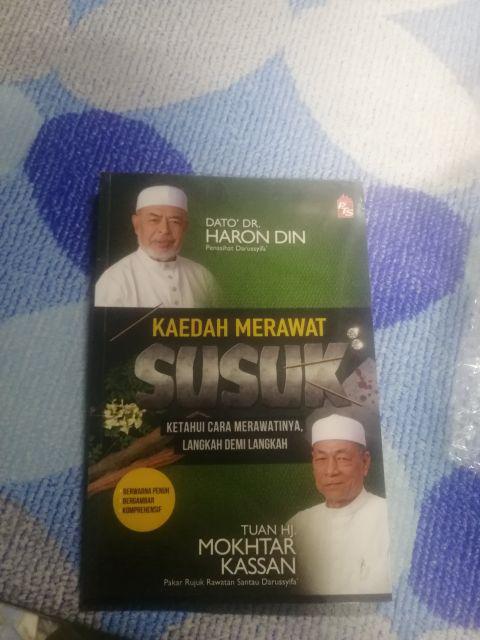 PTS
DATO' DR.
HARON DIN
Penasihat Darussyifa'
KAEDAH MERAWAT
SUSUK
KETAHUI CARA MERAWATINYA,
LANGKAH DEMI LANGKAH
BERWARNA PENUH
BERGAMBAR
KOMPREHENSIF
TUAN HJ.
MOKHTAR
KASSAN
Pakar Rujuk Rawatan Santau Darussyifa'